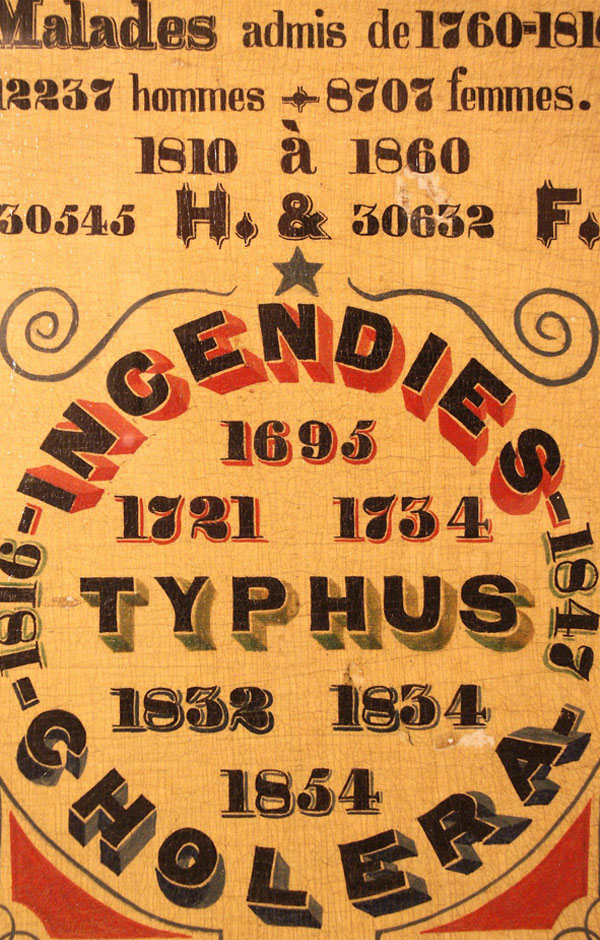 Malades admis de 1760-1810
12237 hommes + 8707 femmes.
1810 à 1860
30545 H. & 30632 F.
INCENDIES
1695
1721 1734
-1816- TYPHUS -1847-
1832 1834
1854
CHOLERA